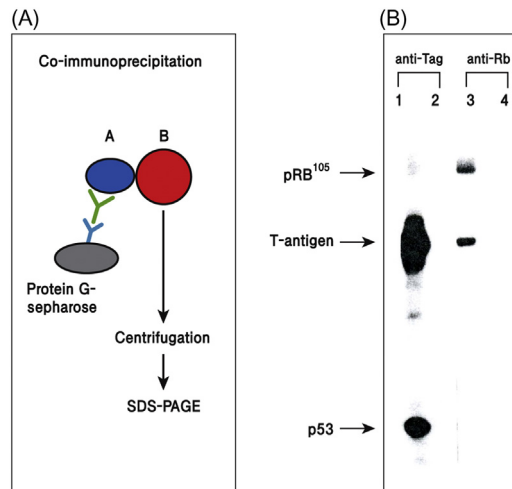 (A)
Co-immunoprecipitation
A B
Protein G-
sepharose
Centrifugation
SDS-PAGE
(B)
anti-Tag anti-Rb
1 2 3 4
pRB¹⁰⁵
T-antigen
p53